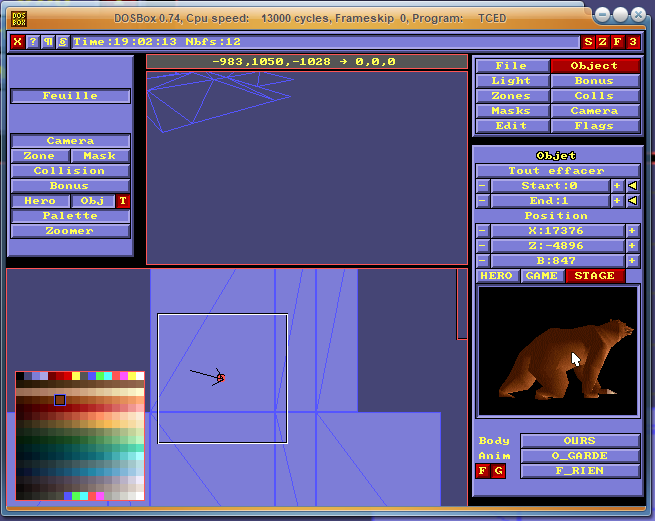 DOSBox 0.74, Cpu speed: 13000 cycles, Frameskip 0, Program: TCED
X ? ¶ @ Time:19:02:13 Nbfs:12 S Z F 3
Feuille
Camera
Zone Mask
Collision
Bonus
Hero Obj T
Palette
Zoomer
-983,1050,-1028 → 0,0,0
File Object
Light Bonus
Zones Colls
Masks Camera
Edit Flags
Objet
Tout effacer
- Start:0 +
- End:1 +
Position
- X:17376 +
- Z:-4896 +
- B:847 +
HERO GAME STAGE
Body OURS
Anim O_GARDE
F G F_RIEN